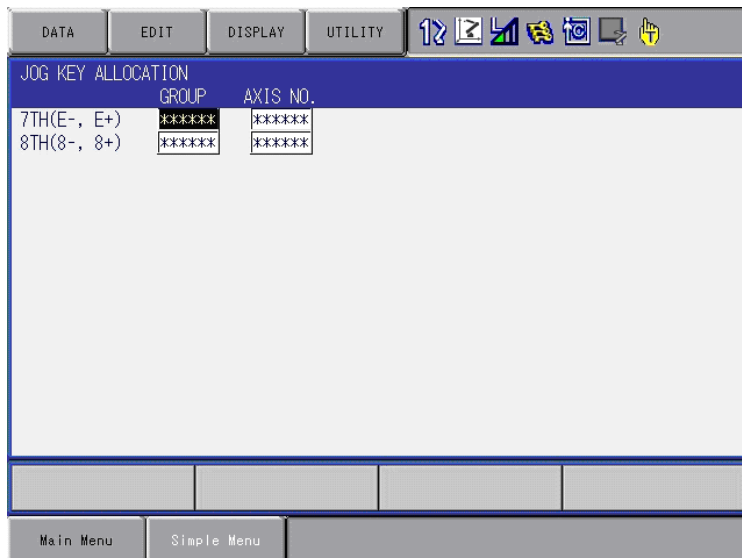 DATA EDIT DISPLAY UTILITY
JOG KEY ALLOCATION
GROUP AXIS NO.
7TH(E-, E+) ****** ******
8TH(8-, 8+) ****** ******
Main Menu Simple Menu